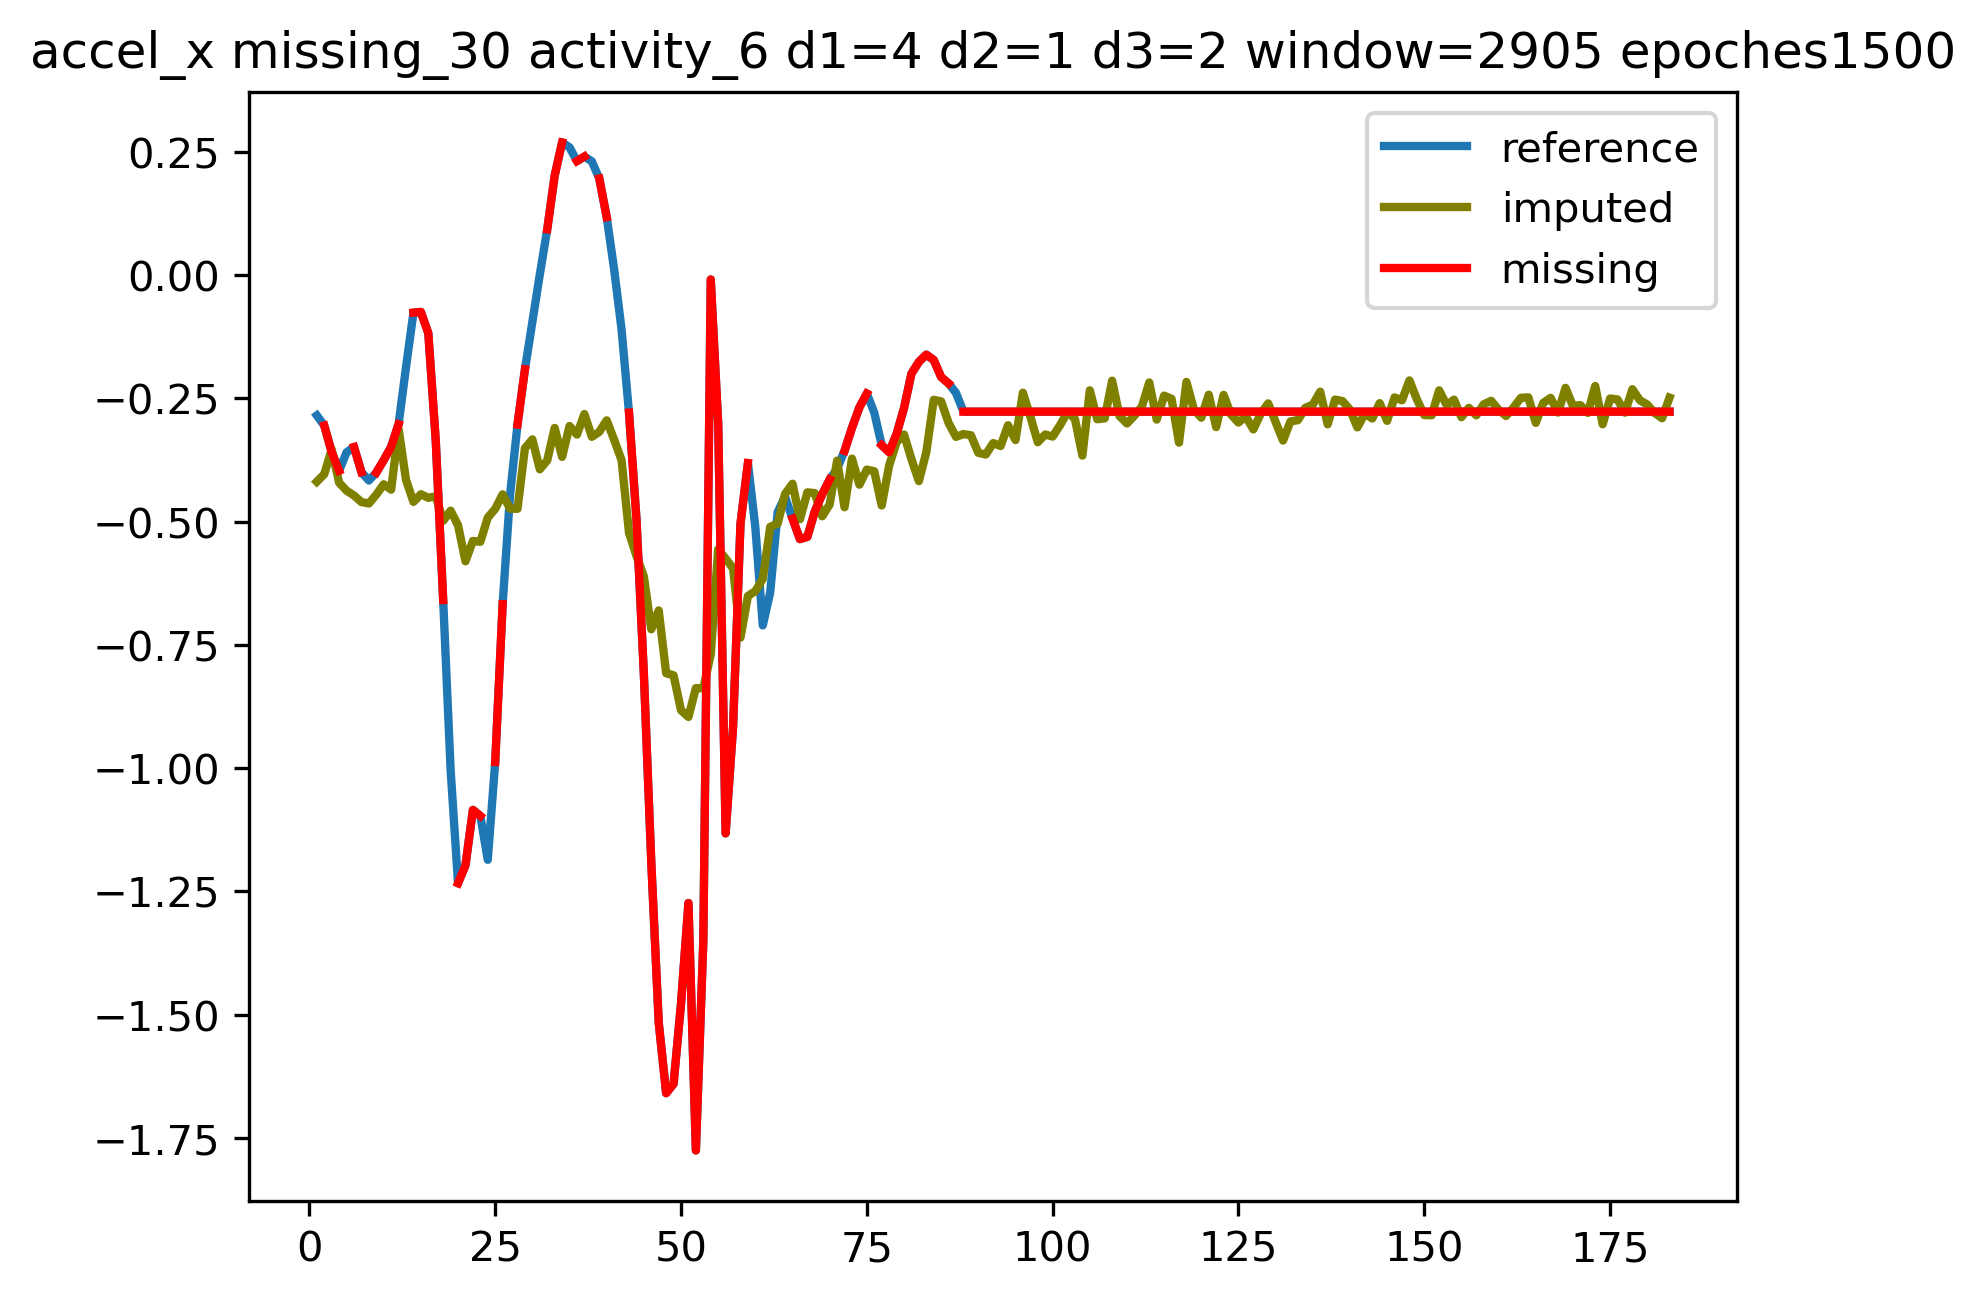 accel_x missing_30 activity_6 d1=4 d2=1 d3=2 window=2905 epoches1500
reference
imputed
missing
0.25
0.00
−0.25
−0.50
−0.75
−1.00
−1.25
−1.50
−1.75
0 25 50 75 100 125 150 175